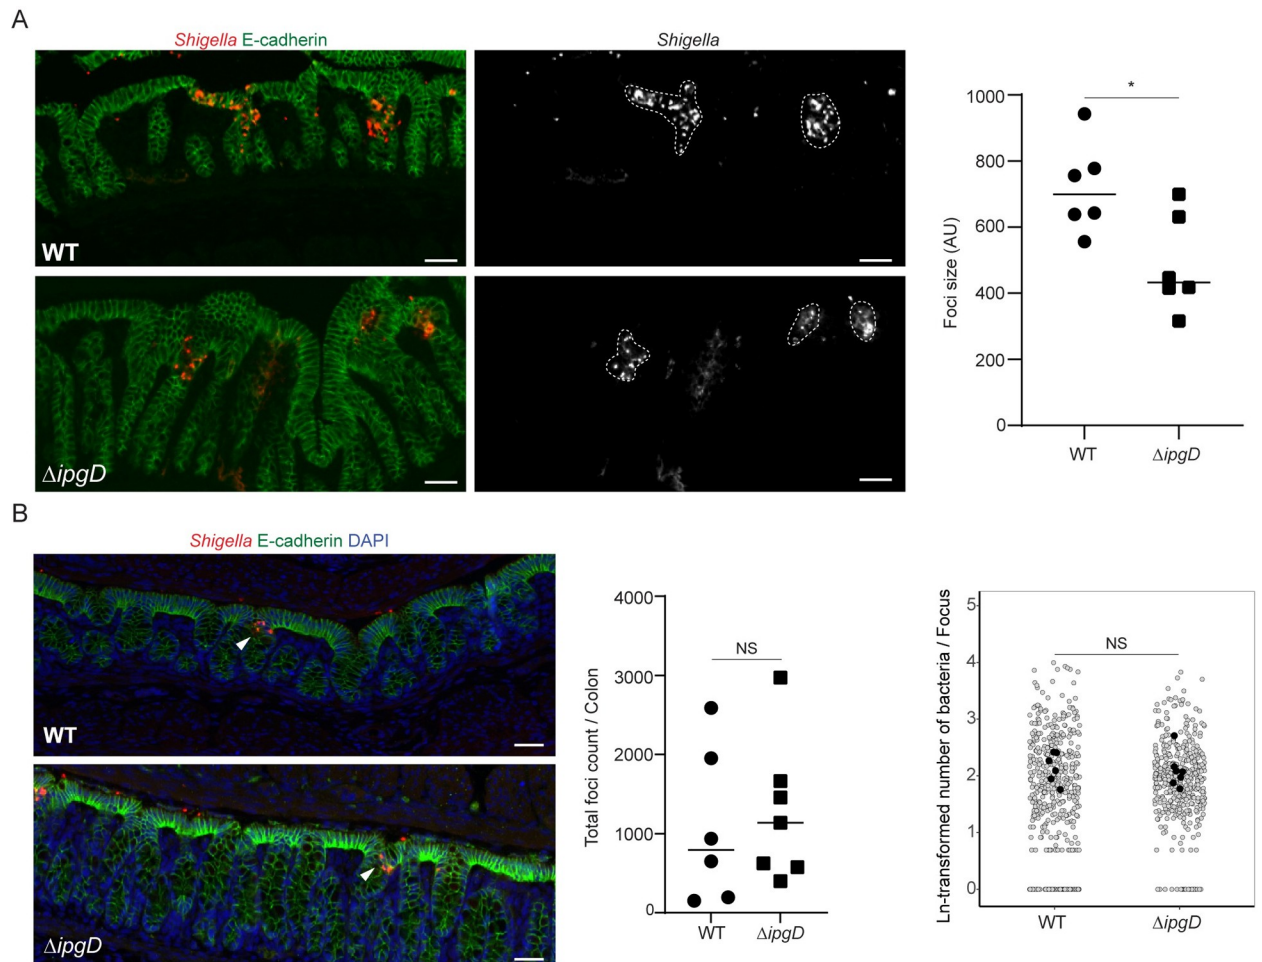 A
Shigella E-cadherin
Shigella
WT
ΔipgD
*
1000
800
600
400
200
0
Foci size (AU)
WT
ΔipgD
B
Shigella E-cadherin DAPI
WT
ΔipgD
4000
3000
2000
1000
0
Total foci count / Colon
NS
WT
ΔipgD
5
4
3
2
1
0
Ln-transformed number of bacteria / Focus
NS
WT
ΔipgD